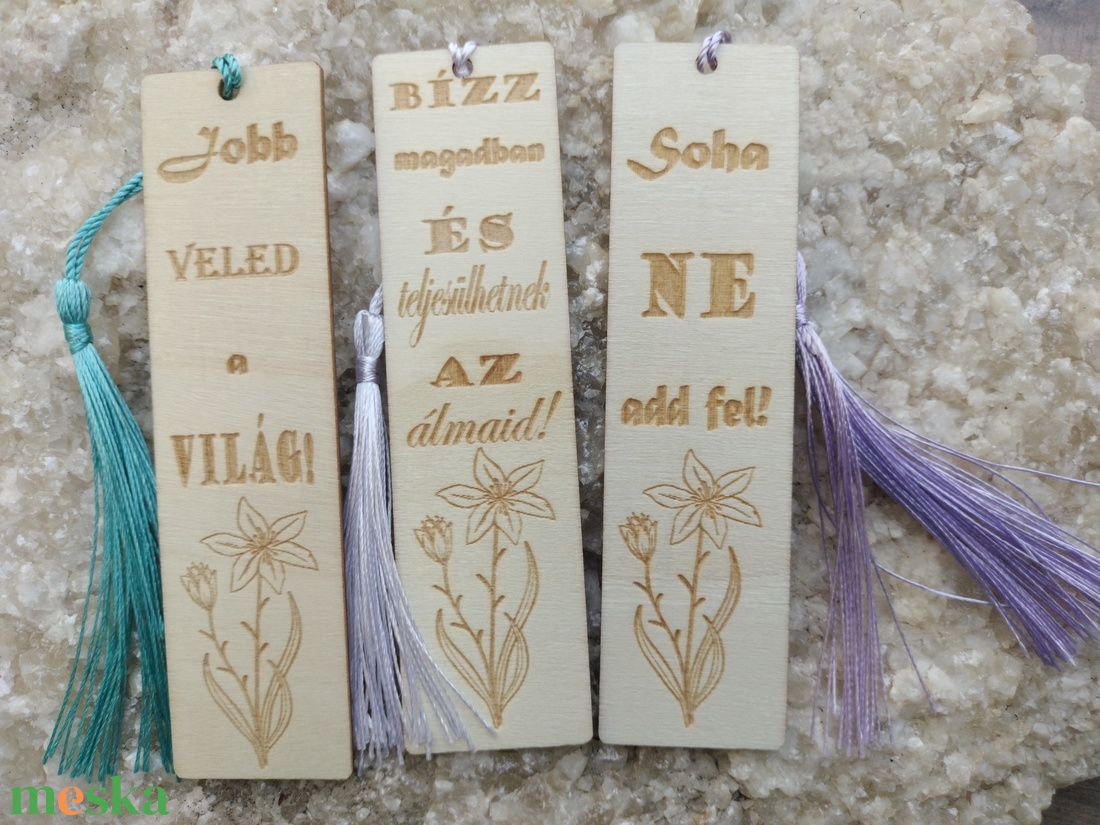 Jobb
VELED
a
VILÁG!
BÍZZ
magadban
ÉS
teljesülhetnek
AZ
álmaid!
Soha
NE
add fel!
meska